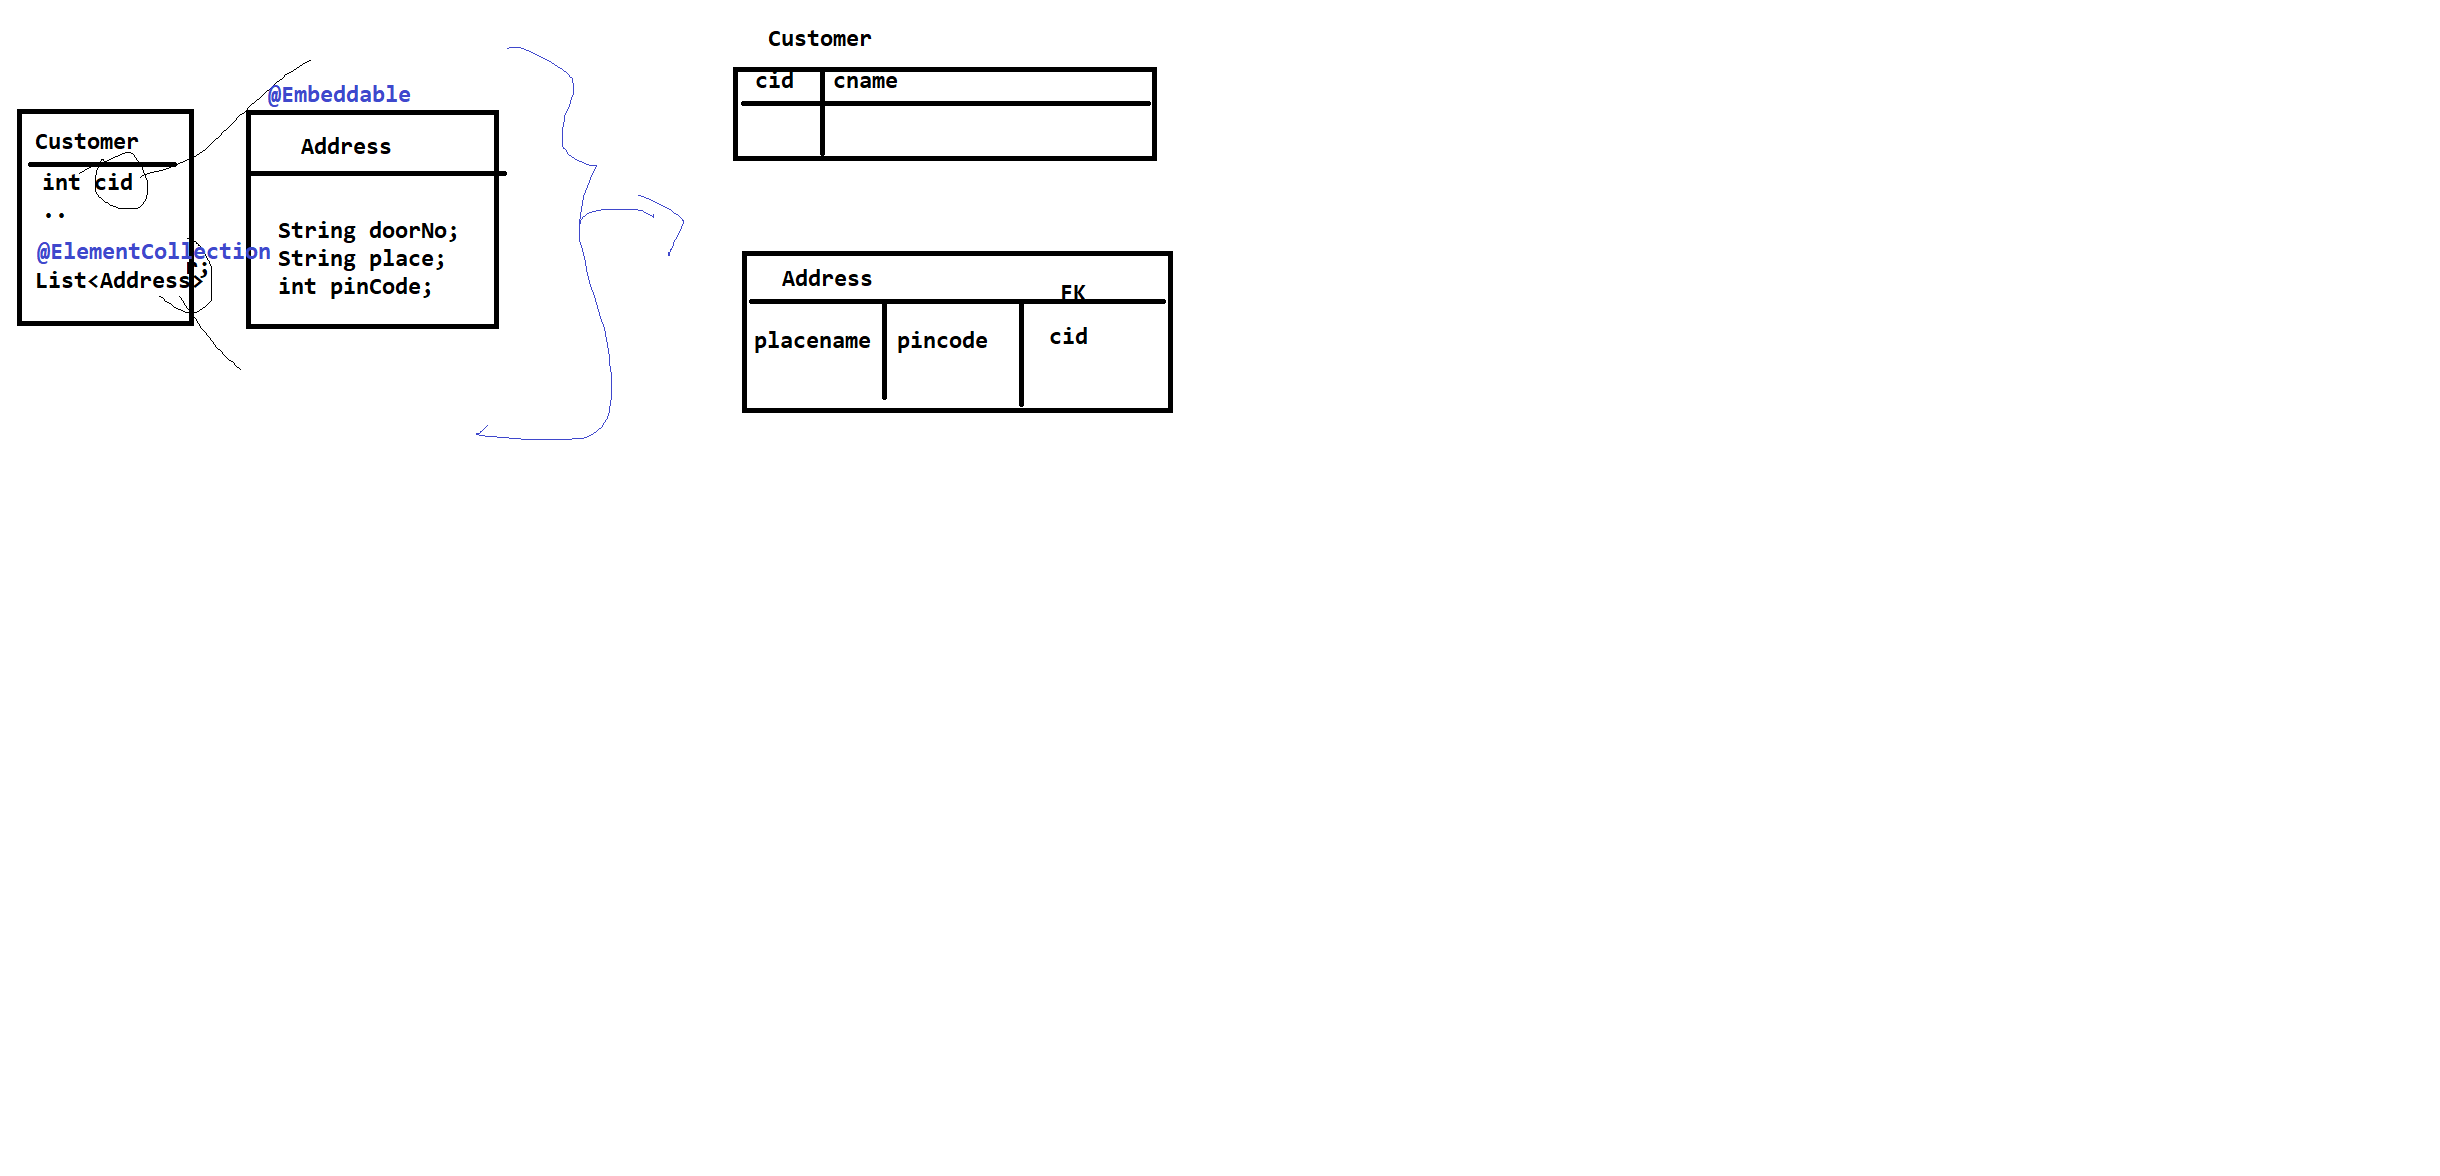 Customer
int cid
..
@ElementCollection
r;
List<Address>
@Embeddable
Address
String doorNo;
String place;
int pinCode;
Customer
cid cname
Address
FK
placename pincode cid